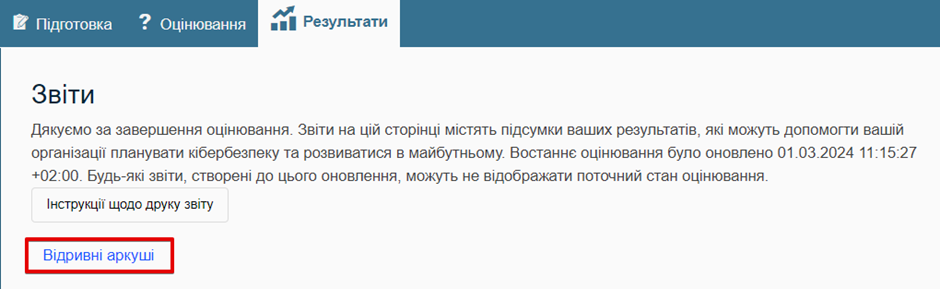 Підготовка ? Оцінювання Результати
Звіти
Дякуємо за завершення оцінювання. Звіти на цій сторінці містять підсумки ваших результатів, які можуть допомогти вашій
організації планувати кібербезпеку та розвиватися в майбутньому. Востаннє оцінювання було оновлено 01.03.2024 11:15:27
+02:00. Будь-які звіти, створені до цього оновлення, можуть не відображати поточний стан оцінювання.
Інструкції щодо друку звіту
Відривні аркуші